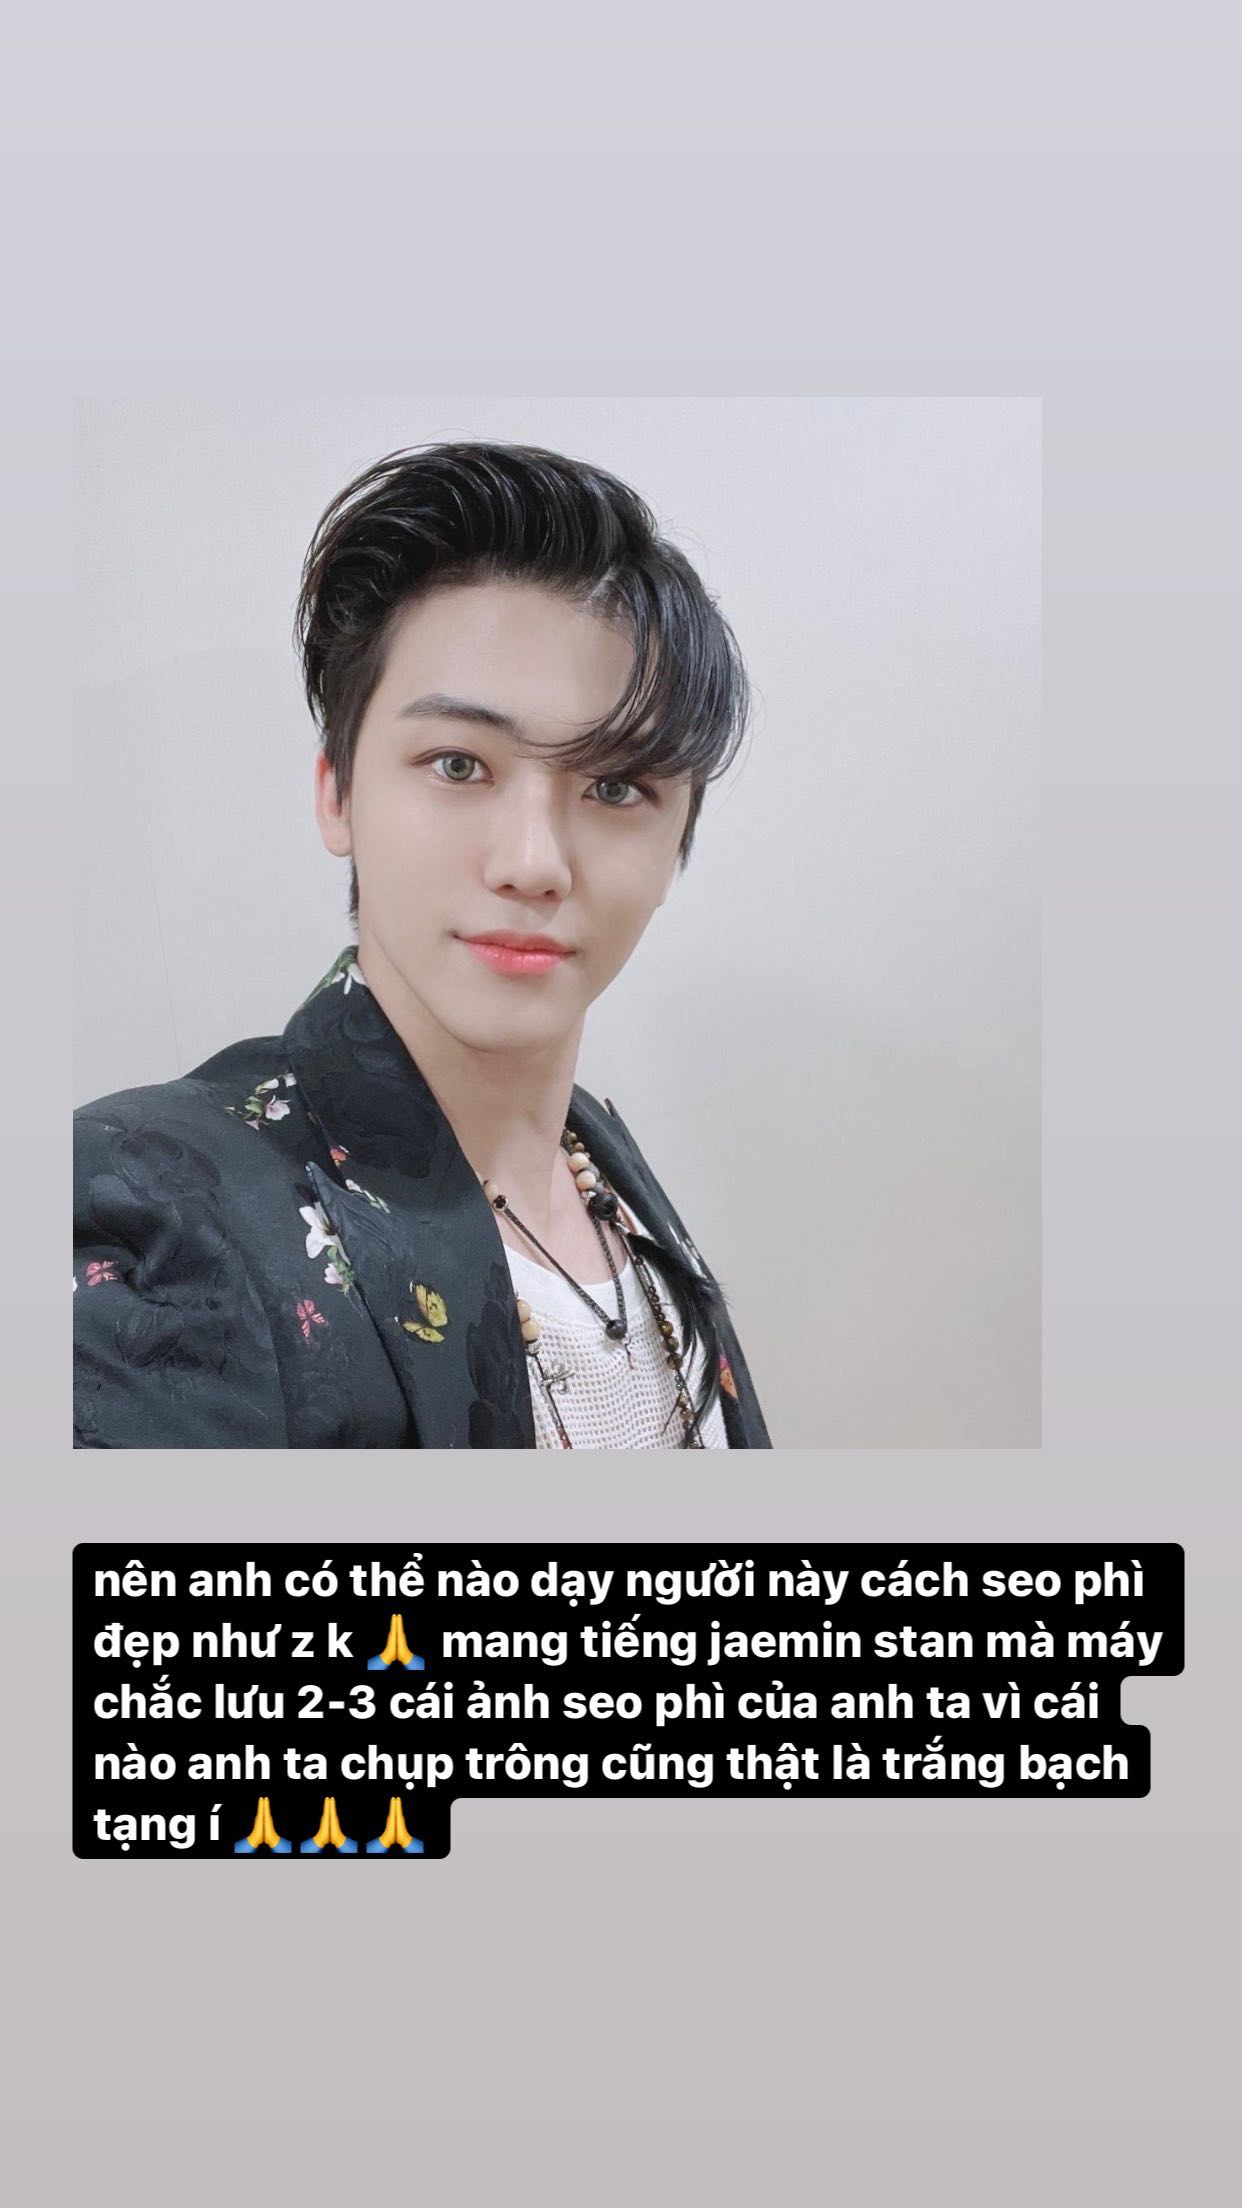 nên anh có thể nào dạy người này cách seo phì
đẹp như z k 🙏 mang tiếng jaemin stan mà máy
chắc lưu 2-3 cái ảnh seo phì của anh ta vì cái
nào anh ta chụp trông cũng thật là trắng bạch
tạng í 🙏🙏🙏